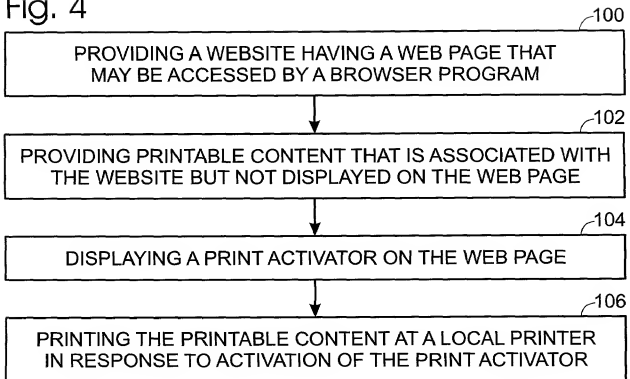 Fig. 4
100
PROVIDING A WEBSITE HAVING A WEB PAGE THAT
MAY BE ACCESSED BY A BROWSER PROGRAM
102
PROVIDING PRINTABLE CONTENT THAT IS ASSOCIATED WITH
THE WEBSITE BUT NOT DISPLAYED ON THE WEB PAGE
104
DISPLAYING A PRINT ACTIVATOR ON THE WEB PAGE
106
PRINTING THE PRINTABLE CONTENT AT A LOCAL PRINTER
IN RESPONSE TO ACTIVATION OF THE PRINT ACTIVATOR